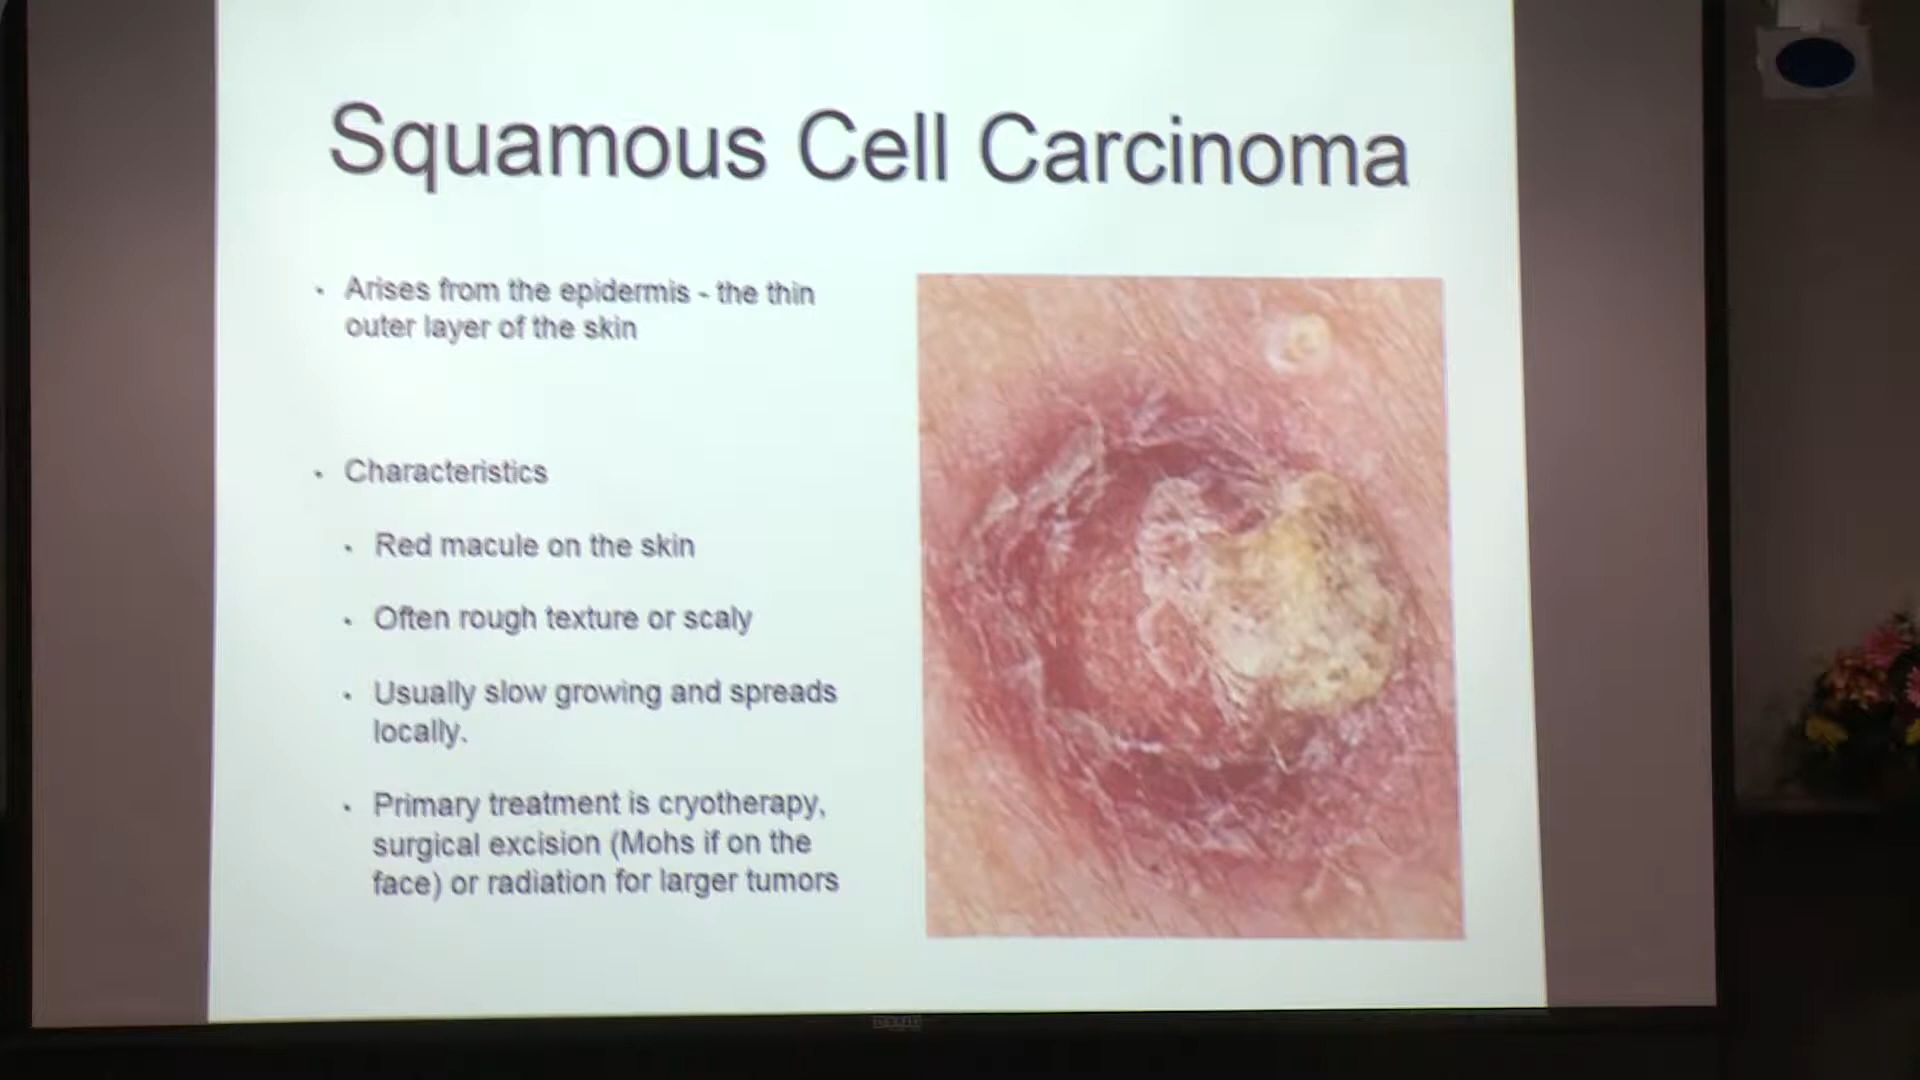 Squamous Cell Carcinoma
• Arises from the epidermis - the thin
outer layer of the skin
• Characteristics
• Red macule on the skin
• Often rough texture or scaly
• Usually slow growing and spreads
locally.
• Primary treatment is cryotherapy,
surgical excision (Mohs if on the
face) or radiation for larger tumors